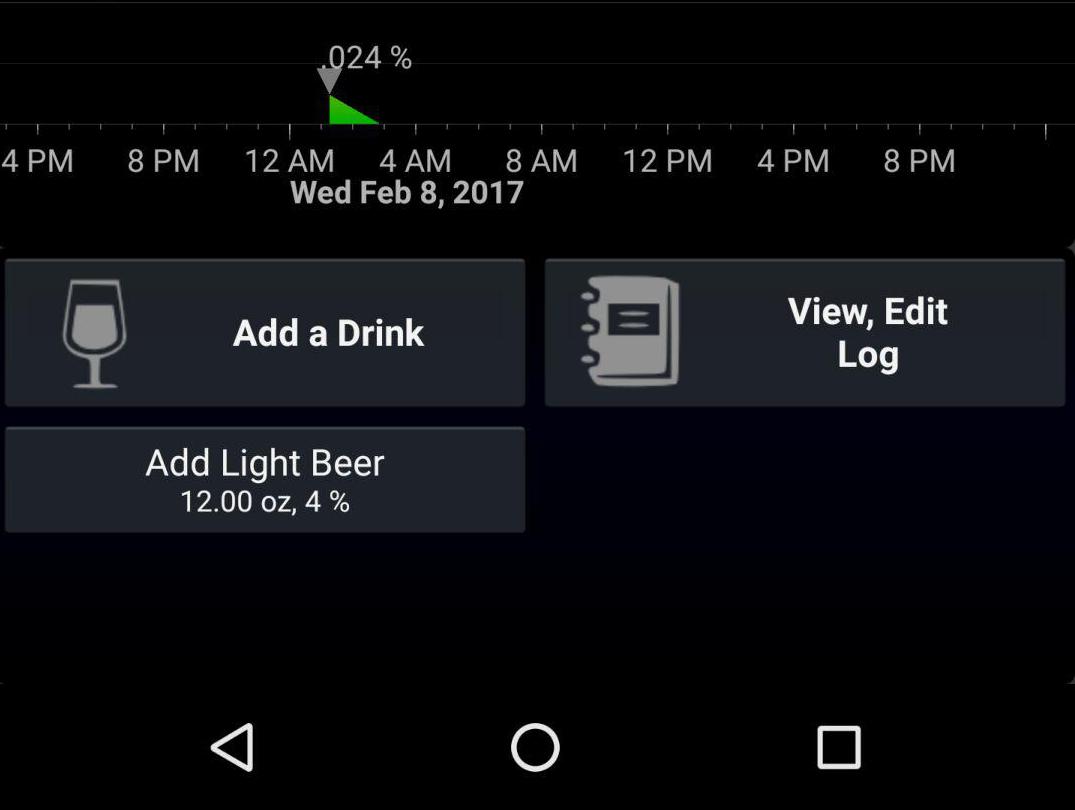 .024 %
4 PM 8 PM 12 AM 4 AM 8 AM 12 PM 4 PM 8 PM
Wed Feb 8, 2017
Add a Drink
View, Edit
Log
Add Light Beer
12.00 oz, 4 %